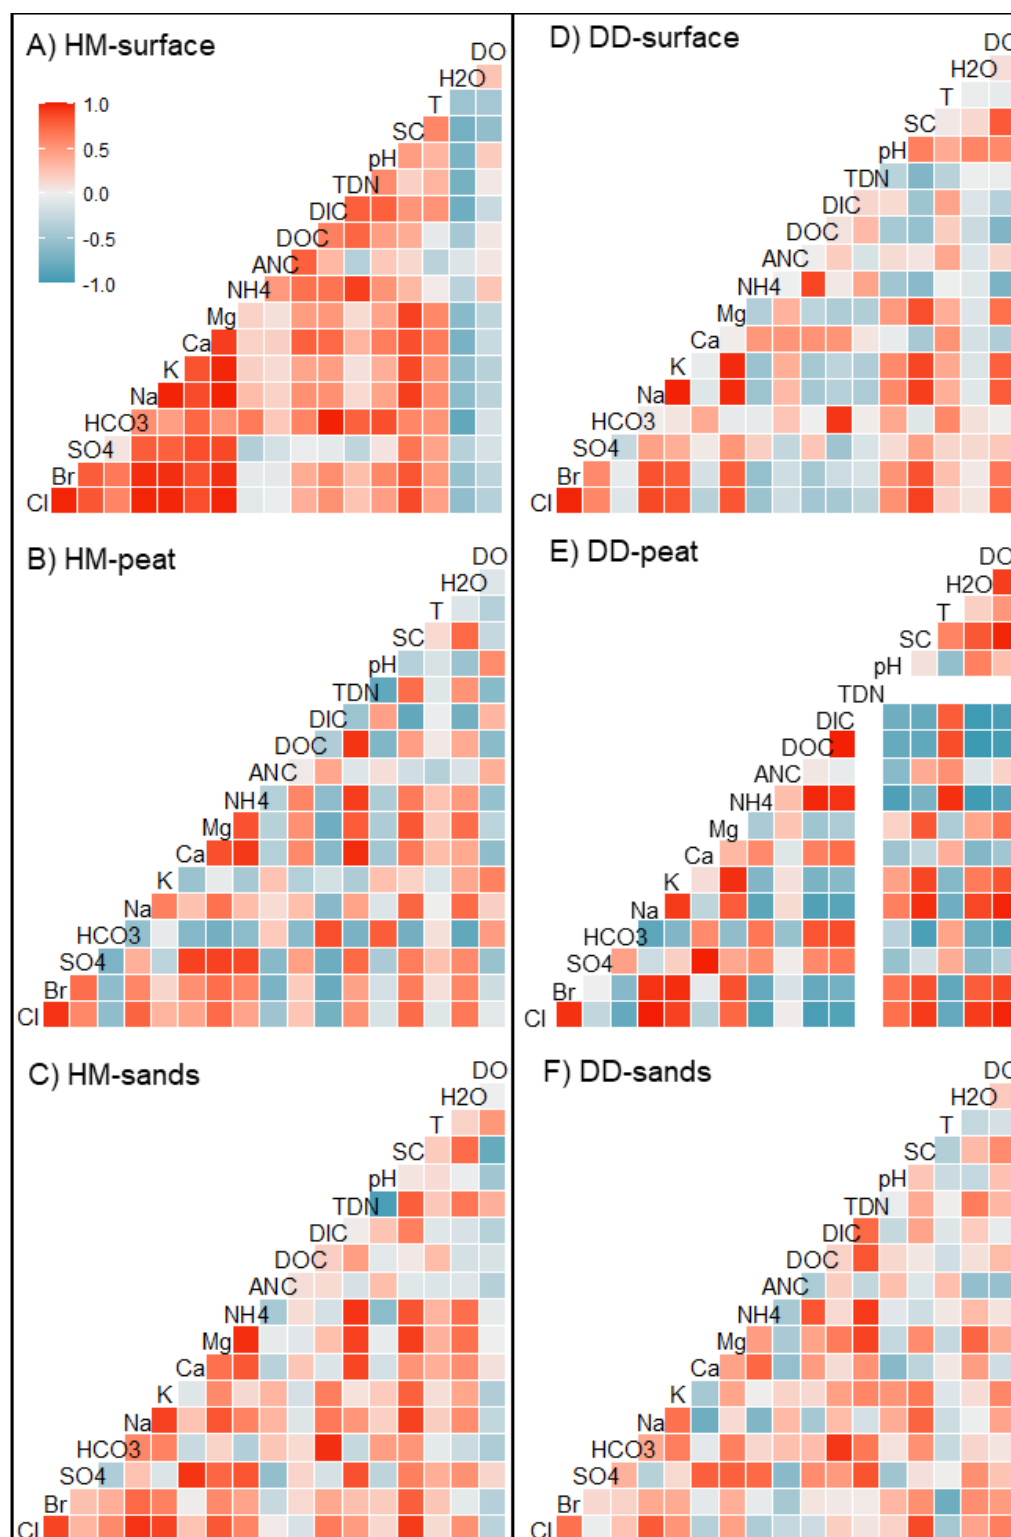 A) HM-surface
DO
H2O
T
SC
pH
TDN
DIC
DOC
ANC
NH4
Mg
Ca
K
Na
HCO3
SO4
Br
Cl
1.0
0.5
0.0
-0.5
-1.0
D) DD-surface
DO
H2O
T
SC
pH
TDN
DIC
DOC
ANC
NH4
Mg
Ca
K
Na
HCO3
SO4
Br
Cl
B) HM-peat
DO
H2O
T
SC
pH
TDN
DIC
DOC
ANC
NH4
Mg
Ca
K
Na
HCO3
SO4
Br
Cl
E) DD-peat
DO
H2O
T
SC
pH
TDN
DIC
DOC
ANC
NH4
Mg
Ca
K
Na
HCO3
SO4
Br
Cl
C) HM-sands
DO
H2O
T
SC
pH
TDN
DIC
DOC
ANC
NH4
Mg
Ca
K
Na
HCO3
SO4
Br
Cl
F) DD-sands
DO
H2O
T
SC
pH
TDN
DIC
DOC
ANC
NH4
Mg
Ca
K
Na
HCO3
SO4
Br
Cl